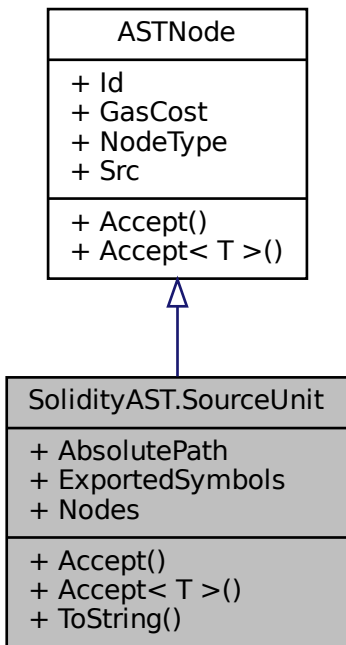 ASTNode
+ Id
+ GasCost
+ NodeType
+ Src
+ Accept()
+ Accept< T >()
SolidityAST.SourceUnit
+ AbsolutePath
+ ExportedSymbols
+ Nodes
+ Accept()
+ Accept< T >()
+ ToString()